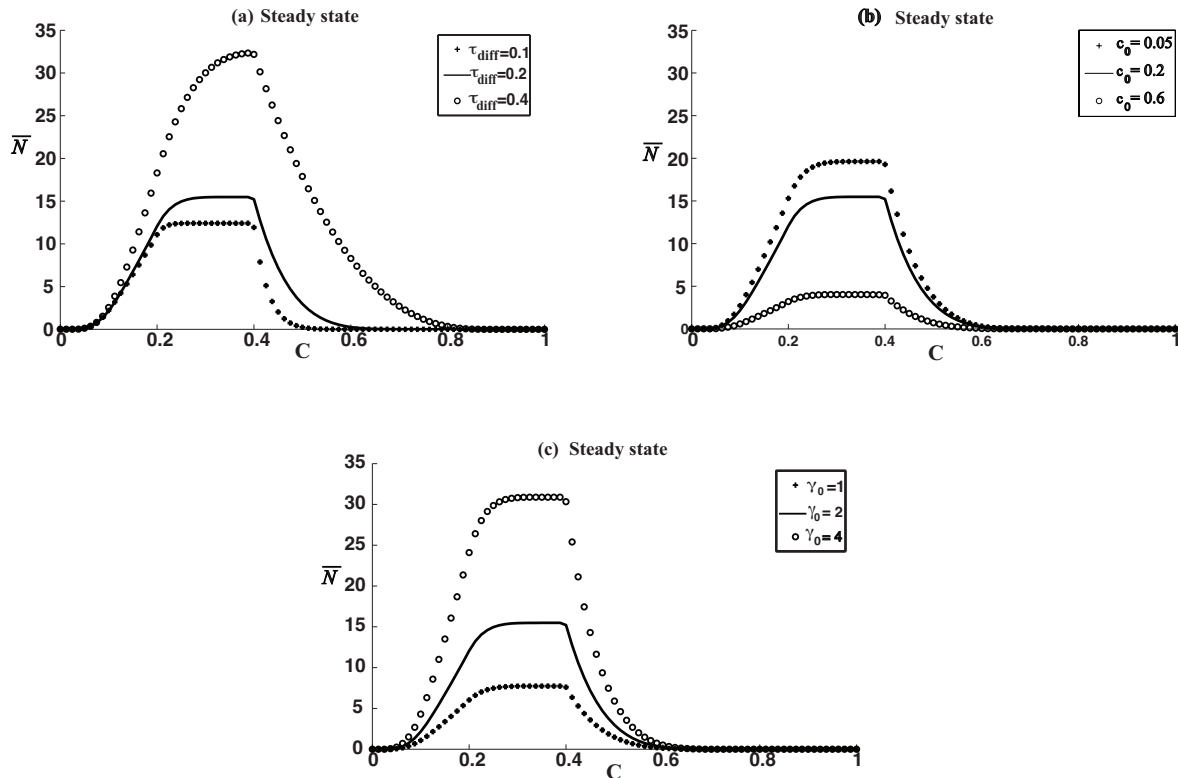 (a) Steady state
35
30
25
20
15
10
5
0
N̅
0 0.2 0.4 0.6 0.8 1
C
τdiff=0.1
τdiff=0.2
τdiff=0.4
(b) Steady state
35
30
25
20
15
10
5
0
N̅
0 0.2 0.4 0.6 0.8 1
C
c₀= 0.05
c₀= 0.2
c₀= 0.6
(c) Steady state
35
30
25
20
15
10
5
0
N̅
0 0.2 0.4 0.6 0.8 1
C
γ₀=1
γ₀=2
γ₀=4